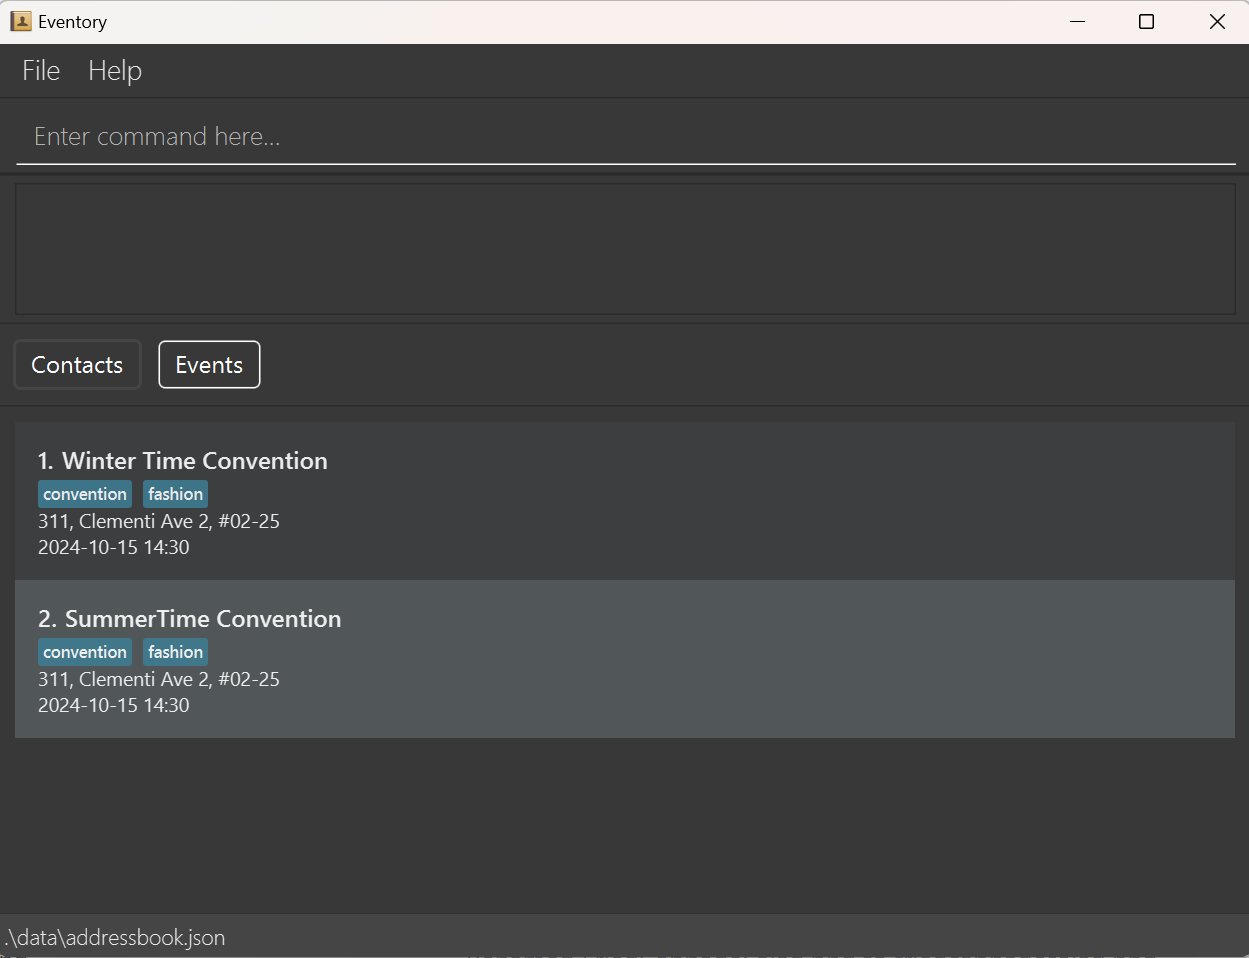 Eventory
File Help
Enter command here...
Contacts Events
1. Winter Time Convention
convention fashion
311, Clementi Ave 2, #02-25
2024-10-15 14:30
2. SummerTime Convention
convention fashion
311, Clementi Ave 2, #02-25
2024-10-15 14:30
.\data\addressbook.json